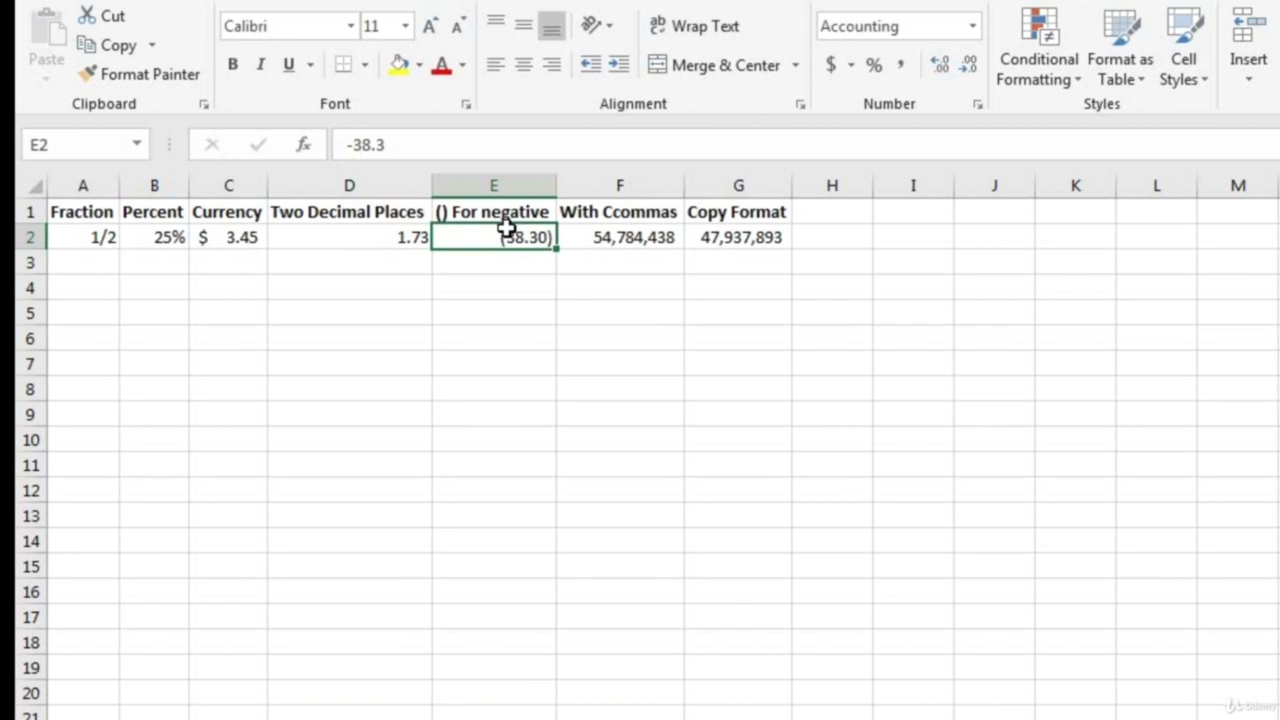 Cut
Calibri 11 Wrap Text Accounting
Paste Copy B I U Merge & Center $ % , Conditional Formatting Format as Table Cell Styles Insert
Format Painter
Clipboard Font Alignment Number Styles
E2 fx -38.3
A B C D E F G H I J K L M
1 Fraction Percent Currency Two Decimal Places () For negative With Ccommas Copy Format
2 1/2 25% $ 3.45 1.73 (38.30) 54,784,438 47,937,893
3
4
5
6
7
8
9
10
11
12
13
14
15
16
17
18
19
20
21
Udemy